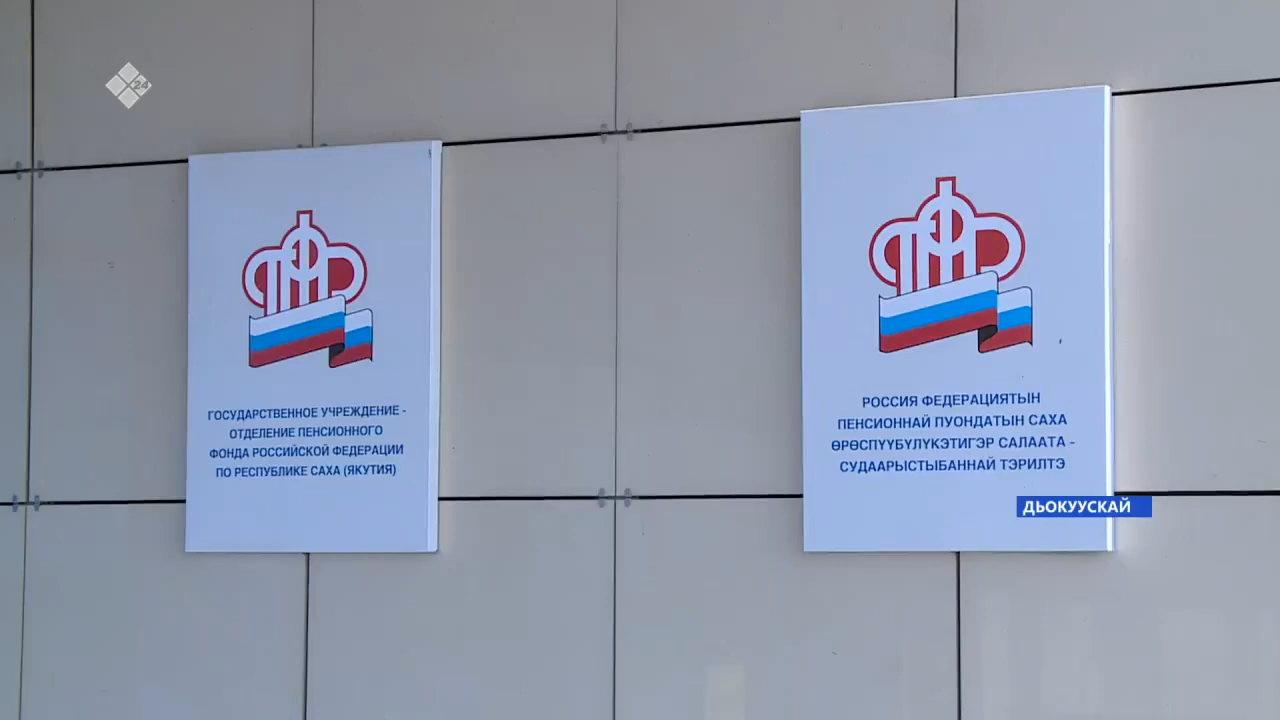 24
ГОСУДАРСТВЕННОЕ УЧРЕЖДЕНИЕ -
ОТДЕЛЕНИЕ ПЕНСИОННОГО
ФОНДА РОССИЙСКОЙ ФЕДЕРАЦИИ
ПО РЕСПУБЛИКЕ САХА (ЯКУТИЯ)
РОССИЯ ФЕДЕРАЦИЯТЫН
ПЕНСИОННАЙ ПУОНДАТЫН САХА
ӨРӨСПҮҮБҮЛҮКЭТИГЭР САЛААТА -
СУДААРЫСТЫБАННАЙ ТЭРИЛТЭ
ДЬОКУУСКАЙ